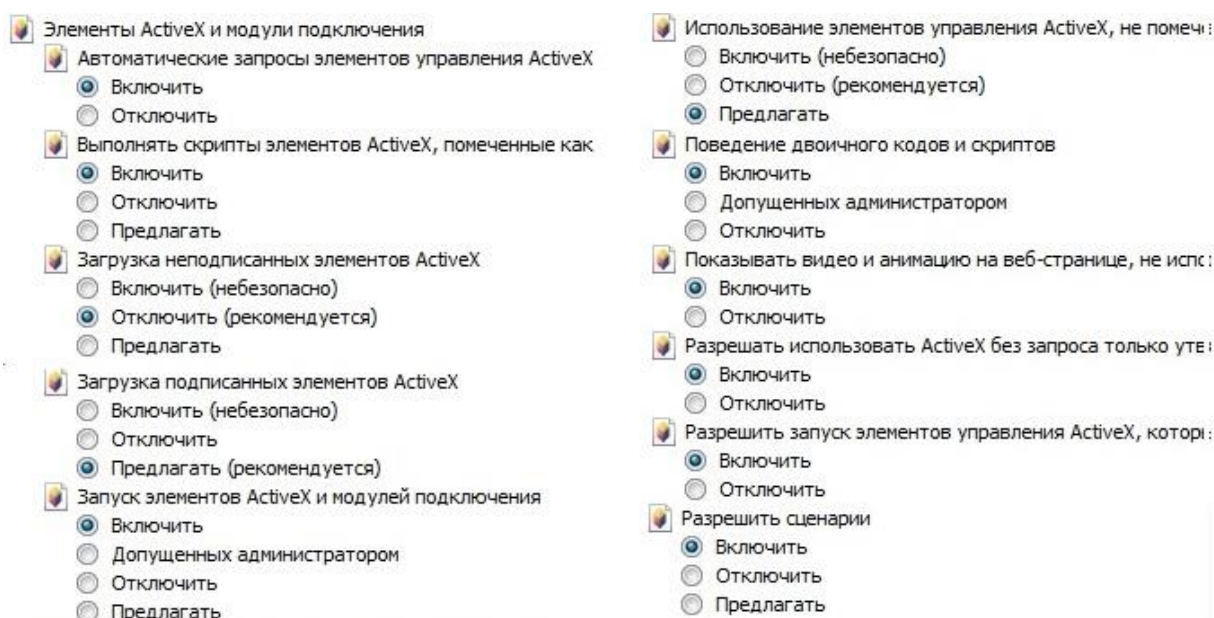 Элементы ActiveX и модули подключения
Автоматические запросы элементов управления ActiveX
Включить
Отключить
Выполнять скрипты элементов ActiveX, помеченные как
Включить
Отключить
Предлагать
Загрузка неподписанных элементов ActiveX
Включить (небезопасно)
Отключить (рекомендуется)
Предлагать
Загрузка подписанных элементов ActiveX
Включить (небезопасно)
Отключить
Предлагать (рекомендуется)
Запуск элементов ActiveX и модулей подключения
Включить
Допущенных администратором
Отключить
Предлагать
Использование элементов управления ActiveX, не
Включить (небезопасно)
Отключить (рекомендуется)
Предлагать
Поведение двоичного кодов и скриптов
Включить
Допущенных администратором
Отключить
Показывать видео и анимацию на веб-странице, не
Включить
Отключить
Разрешать использовать ActiveX без запроса только
Включить
Отключить
Разрешить запуск элементов управления ActiveX,
Включить
Отключить
Разрешить сценарии
Включить
Отключить
Предлагать